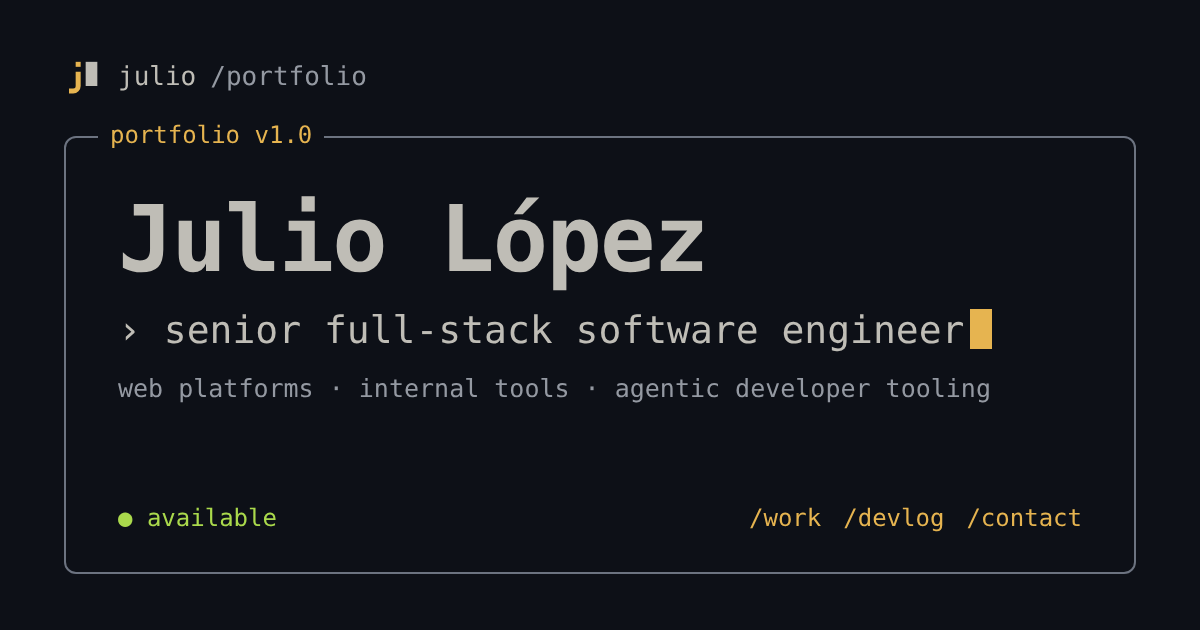 j julio /portfolio
portfolio v1.0
Julio López
› senior full-stack software engineer
web platforms · internal tools · agentic developer tooling
● available
/work /devlog /contact